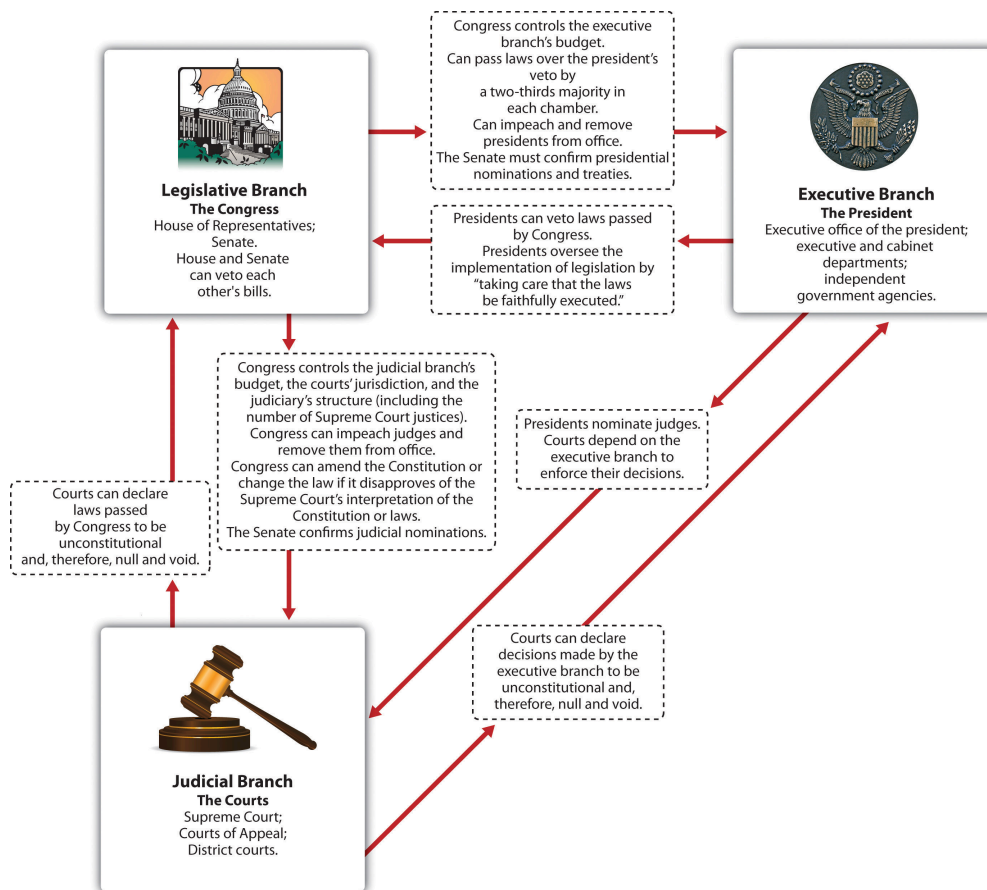 Congress controls the executive
branch's budget.
Can pass laws over the president's
veto by
a two-thirds majority in
each chamber.
Can impeach and remove
presidents from office.
The Senate must confirm presidential
nominations and treaties.
Legislative Branch
The Congress
House of Representatives;
Senate.
House and Senate
can veto each
other's bills.
Executive Branch
The President
Executive office of the president;
executive and cabinet
departments;
independent
government agencies.
Presidents can veto laws passed
by Congress.
Presidents oversee the
implementation of legislation by
“taking care that the laws
be faithfully executed.”
Congress controls the judicial branch's
budget, the courts' jurisdiction, and the
judiciary's structure (including the
number of Supreme Court justices).
Congress can impeach judges and
remove them from office.
Congress can amend the Constitution or
change the law if it disapproves of the
Supreme Court's interpretation of the
Constitution or laws.
The Senate confirms judicial nominations.
Presidents nominate judges.
Courts depend on the
executive branch to
enforce their decisions.
Courts can declare
laws passed
by Congress to be
unconstitutional
and, therefore, null and void.
Courts can declare
decisions made by the
executive branch to be
unconstitutional and,
therefore, null and void.
Judicial Branch
The Courts
Supreme Court;
Courts of Appeal;
District courts.